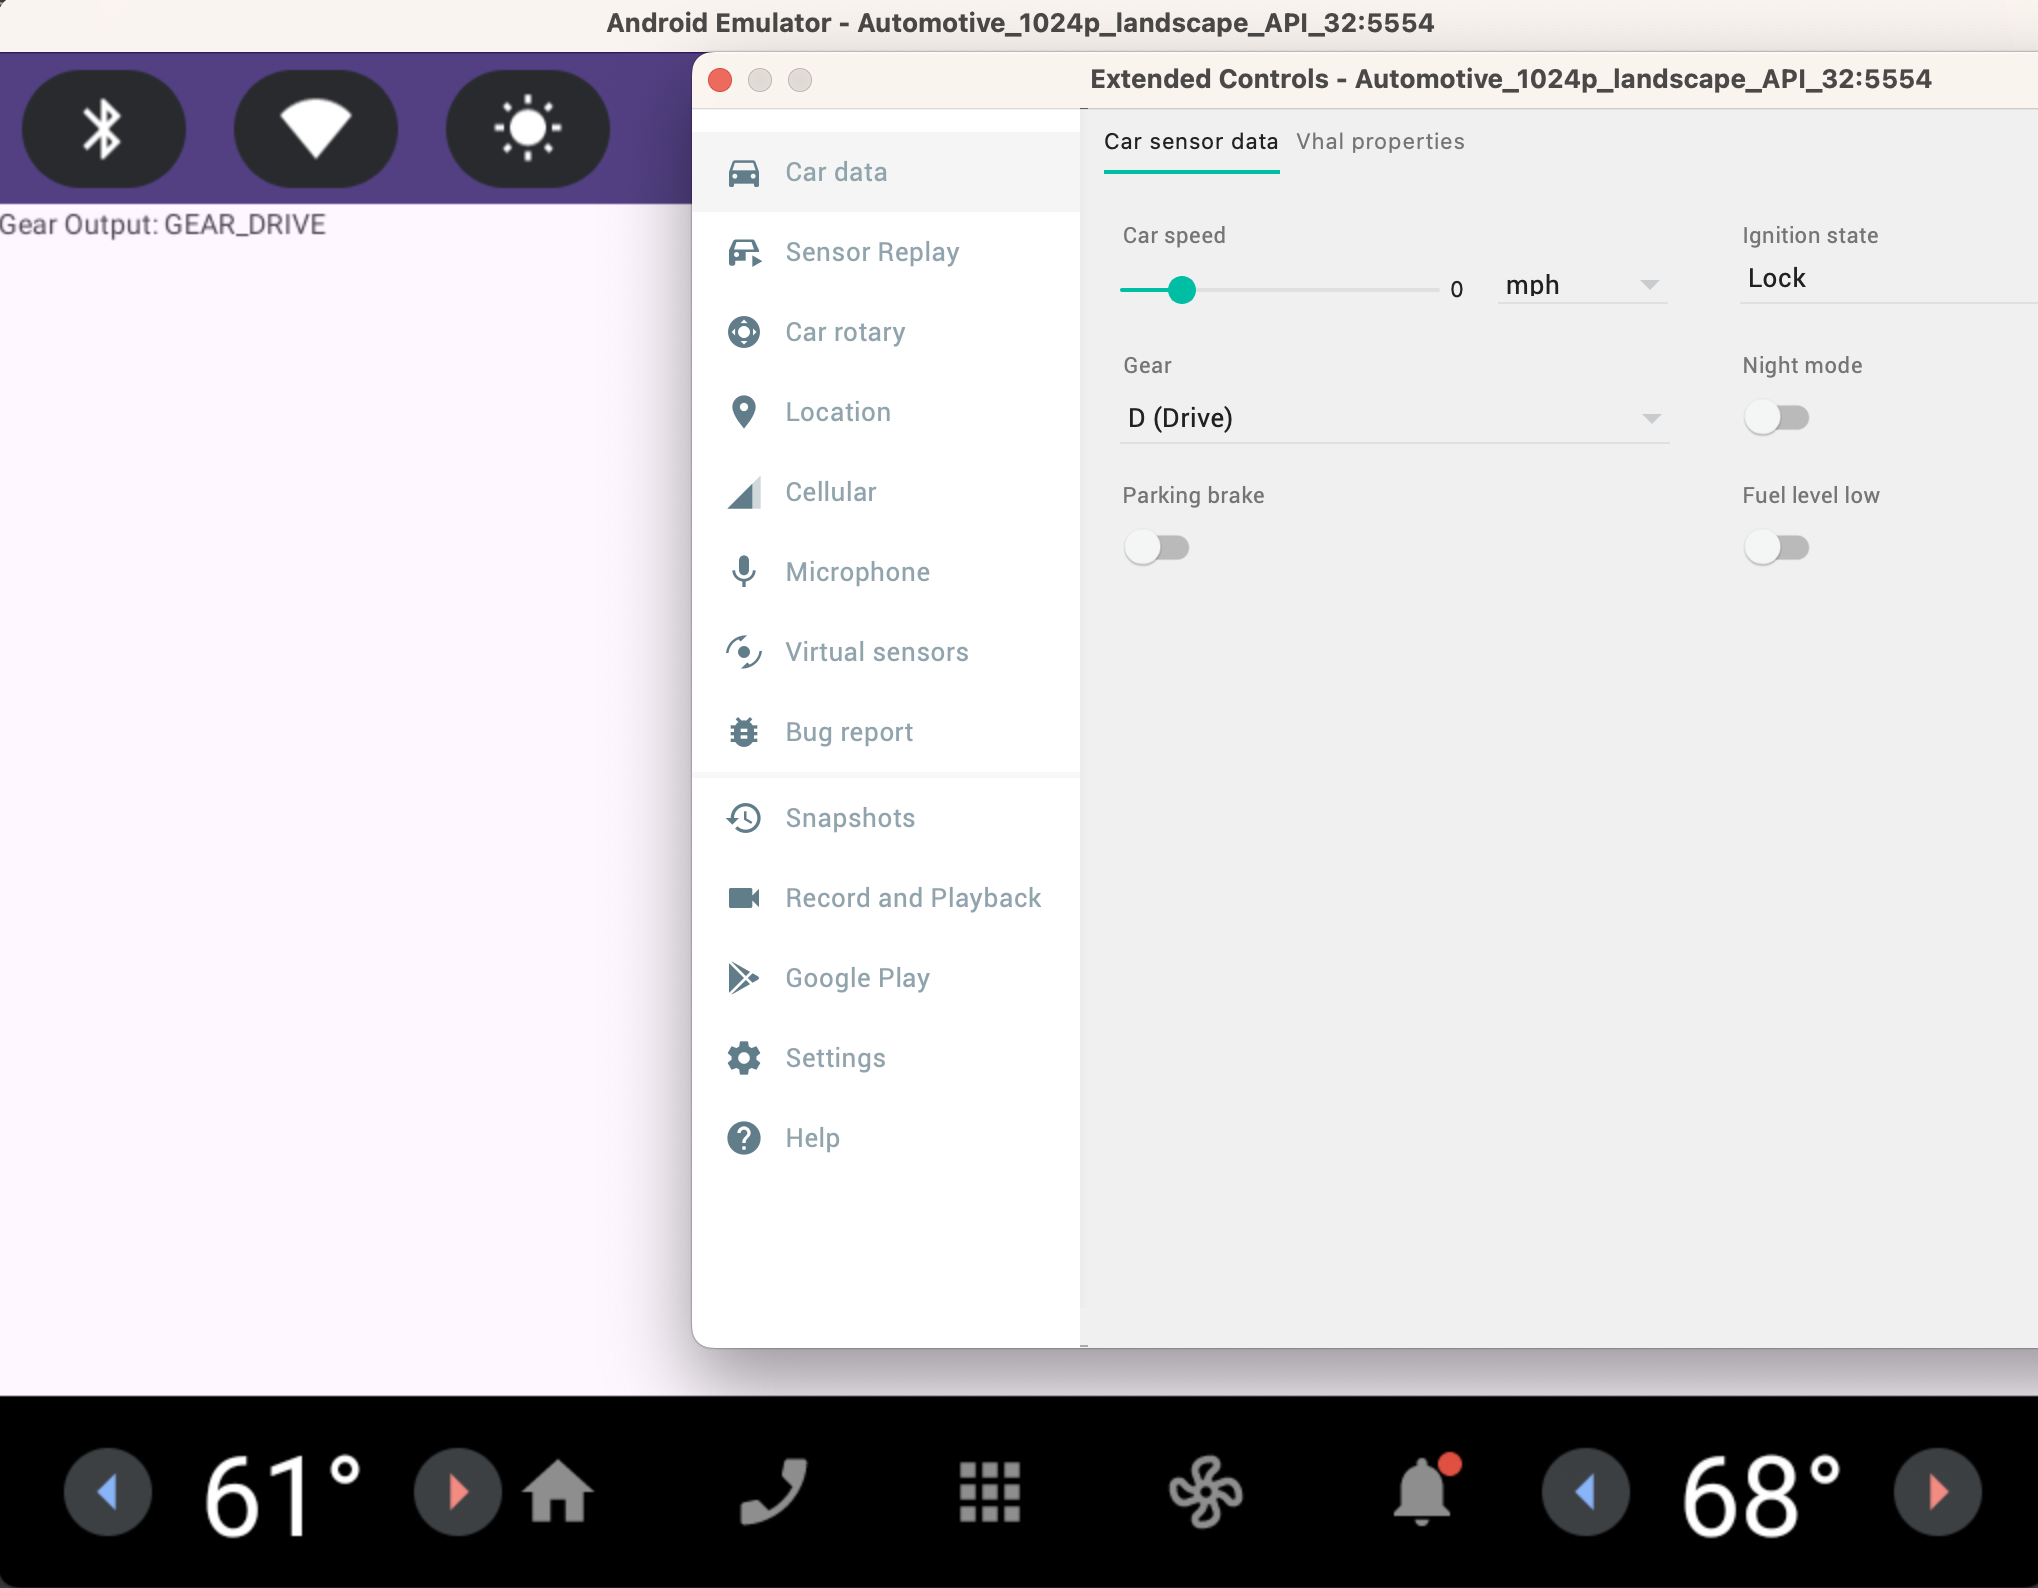 Android Emulator - Automotive_1024p_landscape_API_32:5554
Extended Controls - Automotive_1024p_landscape_API_32:5554
Gear Output: GEAR_DRIVE
Car data
Sensor Replay
Car rotary
Location
Cellular
Microphone
Virtual sensors
Bug report
Snapshots
Record and Playback
Google Play
Settings
Help
Car sensor data Vhal properties
Car speed
0 mph
Ignition state
Lock
Gear
D (Drive)
Night mode
Parking brake
Fuel level low
61° 68°